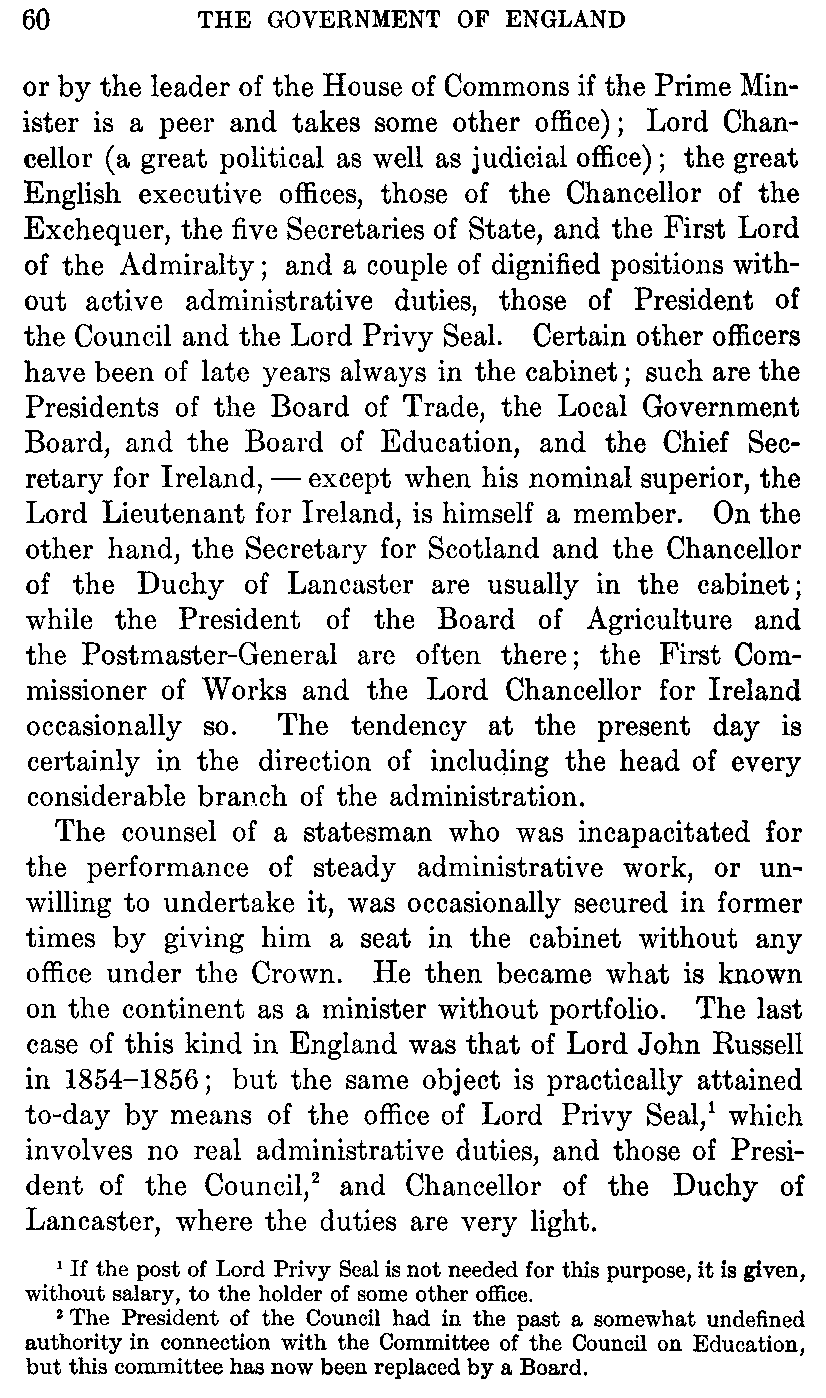 60 THE GOVERNMENT OF ENGLAND
or by the leader of the House of Commons if the Prime Min-
ister is a peer and takes some other office); Lord Chan-
cellor (a great political as well as judicial office); the great
English executive offices, those of the Chancellor of the
Exchequer, the five Secretaries of State, and the First Lord
of the Admiralty; and a couple of dignified positions with-
out active administrative duties, those of President of
the Council and the Lord Privy Seal. Certain other officers
have been of late years always in the cabinet; such are the
Presidents of the Board of Trade, the Local Government
Board, and the Board of Education, and the Chief Sec-
retary for Ireland, — except when his nominal superior, the
Lord Lieutenant for Ireland, is himself a member. On the
other hand, the Secretary for Scotland and the Chancellor
of the Duchy of Lancaster are usually in the cabinet;
while the President of the Board of Agriculture and
the Postmaster-General are often there; the First Com-
missioner of Works and the Lord Chancellor for Ireland
occasionally so. The tendency at the present day is
certainly in the direction of including the head of every
considerable branch of the administration.
The counsel of a statesman who was incapacitated for
the performance of steady administrative work, or un-
willing to undertake it, was occasionally secured in former
times by giving him a seat in the cabinet without any
office under the Crown. He then became what is known
on the continent as a minister without portfolio. The last
case of this kind in England was that of Lord John Russell
in 1854–1856; but the same object is practically attained
to-day by means of the office of Lord Privy Seal,¹ which
involves no real administrative duties, and those of Presi-
dent of the Council,² and Chancellor of the Duchy of
Lancaster, where the duties are very light.
¹ If the post of Lord Privy Seal is not needed for this purpose, it is given,
without salary, to the holder of some other office.
² The President of the Council had in the past a somewhat undefined
authority in connection with the Committee of the Council on Education,
but this committee has now been replaced by a Board.